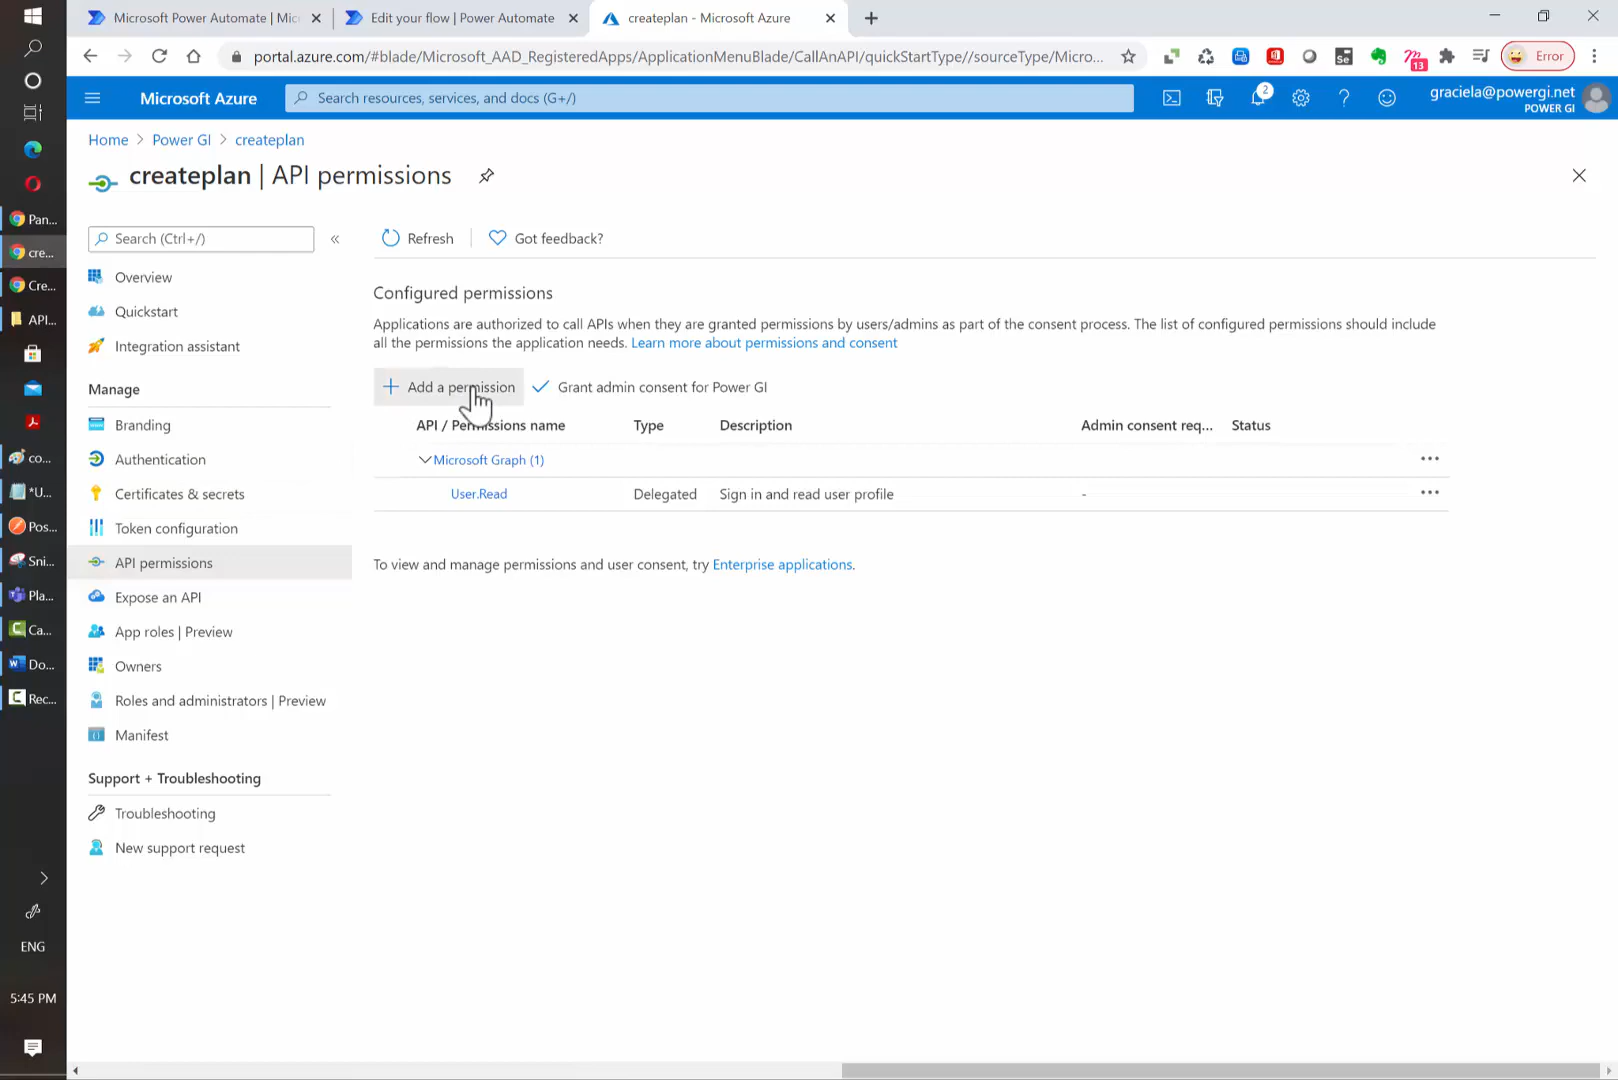 Microsoft Power Automate | Mic
Edit your flow | Power Automate
createplan - Microsoft Azure
portal.azure.com/#blade/Microsoft_AAD_RegisteredApps/ApplicationMenuBlade/CallAnAPI/quickStartType//sourceType/Micro...
Se
13
Error
Microsoft Azure
Search resources, services, and docs (G+/)
2
graciela@powergi.net
POWER GI
Home > Power GI > createplan
createplan | API permissions
Search (Ctrl+/)
«
Refresh
Got feedback?
Overview
Quickstart
Integration assistant
Manage
Branding
Authentication
Certificates & secrets
Token configuration
API permissions
Expose an API
App roles | Preview
Owners
Roles and administrators | Preview
Manifest
Support + Troubleshooting
Troubleshooting
New support request
Configured permissions
Applications are authorized to call APIs when they are granted permissions by users/admins as part of the consent process. The list of configured permissions should include
all the permissions the application needs. Learn more about permissions and consent
Add a permission
Grant admin consent for Power GI
API / Permissions name
Type
Description
Admin consent req...
Status
Microsoft Graph (1)
User.Read
Delegated
Sign in and read user profile
-
To view and manage permissions and user consent, try Enterprise applications.
Pan...
cre...
Cre...
API...
co...
*U...
Pos...
Sni...
Pla...
Ca...
Do...
Rec...
ENG
5:45 PM